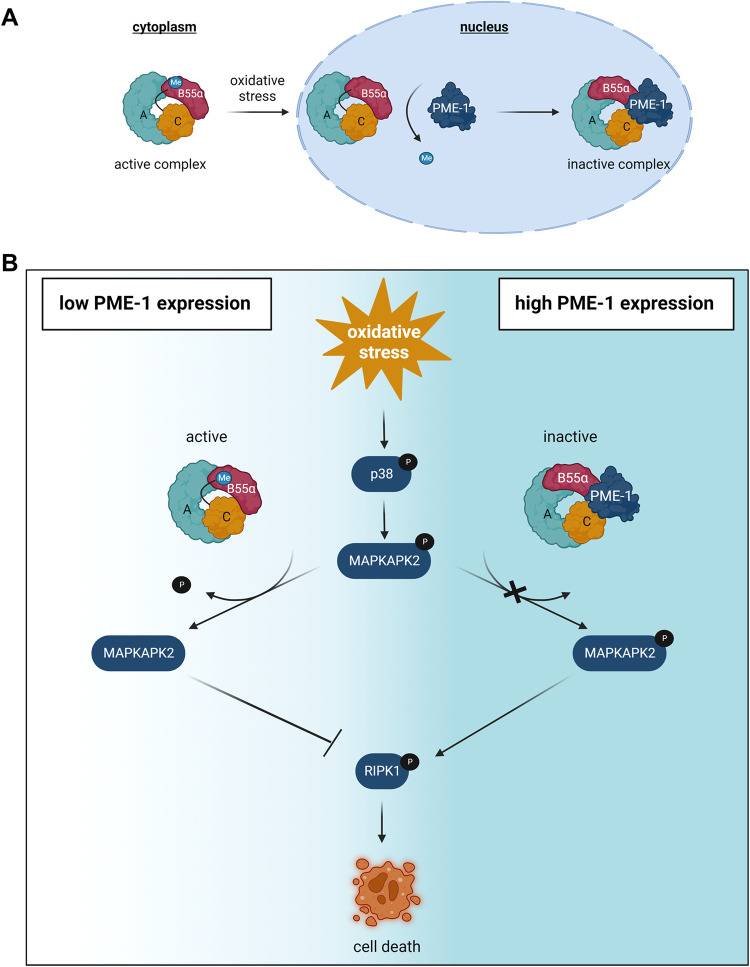 A
cytoplasm
nucleus
Me
B55α
A
C
active complex
oxidative
stress
B55α
A
C
PME-1
Me
B55α
PME-1
A
C
inactive complex
B
low PME-1 expression
high PME-1 expression
oxidative
stress
active
inactive
Me
B55α
A
C
p38
P
B55α
PME-1
A
C
MAPKAPK2
P
P
MAPKAPK2
MAPKAPK2
P
RIPK1
P
cell death